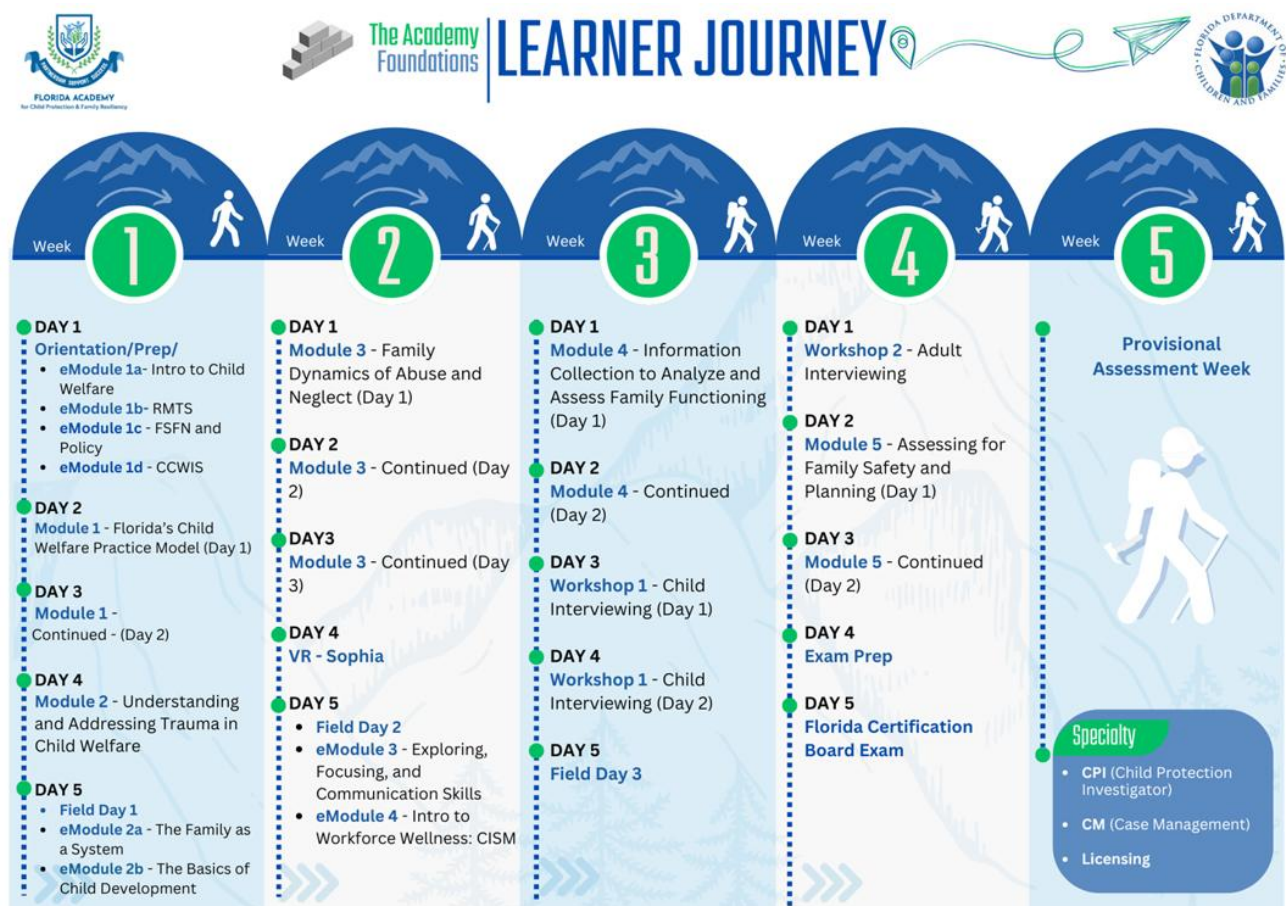 PARTNERSHIP SUPPORT SUCCESS
FLORIDA ACADEMY
for Child Protection & Family Resiliency
The Academy
Foundations
LEARNER JOURNEY
FLORIDA DEPARTMENT OF
CHILDREN AND FAMILIES
Week
1
DAY 1
Orientation/Prep/
• eModule 1a- Intro to Child
Welfare
• eModule 1b- RMTS
• eModule 1c- FSFN and
Policy
• eModule 1d - CCWIS
DAY 2
Module 1 - Florida's Child
Welfare Practice Model (Day 1)
DAY 3
Module 1 -
Continued - (Day 2)
DAY 4
Module 2 - Understanding
and Addressing Trauma in
Child Welfare
DAY 5
• Field Day 1
• eModule 2a - The Family as
a System
• eModule 2b - The Basics of
Child Development
Week
2
DAY 1
Module 3 - Family
Dynamics of Abuse and
Neglect (Day 1)
DAY 2
Module 3 - Continued (Day
2)
DAY3
Module 3 - Continued (Day
3)
DAY 4
VR - Sophia
DAY 5
• Field Day 2
• eModule 3 - Exploring,
Focusing, and
Communication Skills
• eModule 4 - Intro to
Workforce Wellness: CISM
Week
3
DAY 1
Module 4 - Information
Collection to Analyze and
Assess Family Functioning
(Day 1)
DAY 2
Module 4 - Continued
(Day 2)
DAY 3
Workshop 1 - Child
Interviewing (Day 1)
DAY 4
Workshop 1 - Child
Interviewing (Day 2)
DAY 5
Field Day 3
Week
4
DAY 1
Workshop 2 - Adult
Interviewing
DAY 2
Module 5 - Assessing for
Family Safety and
Planning (Day 1)
DAY 3
Module 5 - Continued
(Day 2)
DAY 4
Exam Prep
DAY 5
Florida Certification
Board Exam
Week
5
Provisional
Assessment Week
Specialty
• CPI (Child Protection
Investigator)
• CM (Case Management)
• Licensing